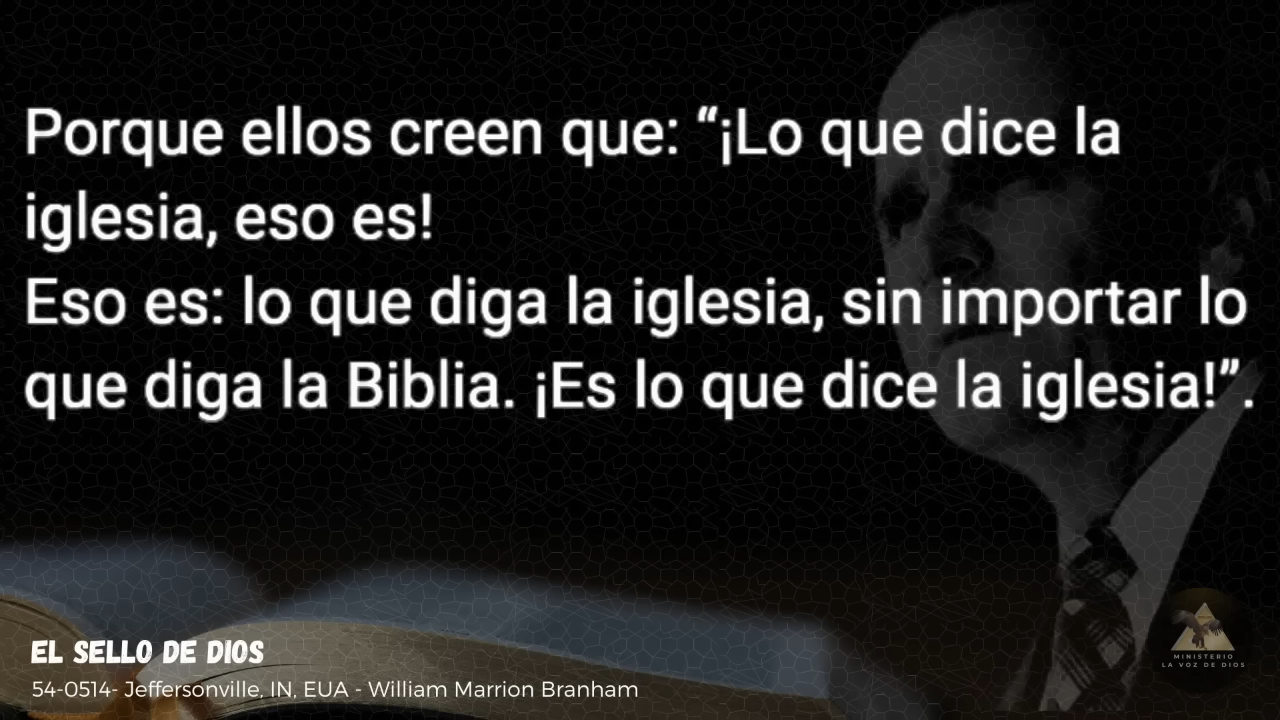 Porque ellos creen que: “¡Lo que dice la
iglesia, eso es!
Eso es: lo que diga la iglesia, sin importar lo
que diga la Biblia. ¡Es lo que dice la iglesia!”.
EL SELLO DE DIOS
54-0514- Jeffersonville, IN, EUA - William Marrion Branham
MINISTERIO
LA VOZ DE DIOS